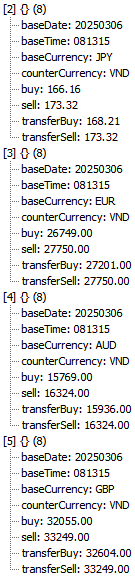 [2] {} (8)
baseDate: 20250306
baseTime: 081315
baseCurrency: JPY
counterCurrency: VND
buy: 166.16
sell: 173.32
transferBuy: 168.21
transferSell: 173.32
[3] {} (8)
baseDate: 20250306
baseTime: 081315
baseCurrency: EUR
counterCurrency: VND
buy: 26749.00
sell: 27750.00
transferBuy: 27201.00
transferSell: 27750.00
[4] {} (8)
baseDate: 20250306
baseTime: 081315
baseCurrency: AUD
counterCurrency: VND
buy: 15769.00
sell: 16324.00
transferBuy: 15936.00
transferSell: 16324.00
[5] {} (8)
baseDate: 20250306
baseTime: 081315
baseCurrency: GBP
counterCurrency: VND
buy: 32055.00
sell: 33249.00
transferBuy: 32604.00
transferSell: 33249.00